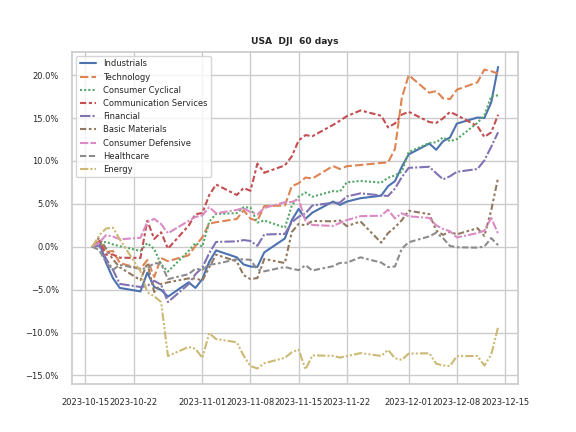 USA DJI 60 days
Industrials
Technology
Consumer Cyclical
Communication Services
Financial
Basic Materials
Consumer Defensive
Healthcare
Energy
20.0%
15.0%
10.0%
5.0%
0.0%
−5.0%
−10.0%
−15.0%
2023-10-15 2023-10-22 2023-11-01 2023-11-08 2023-11-15 2023-11-22 2023-12-01 2023-12-08 2023-12-15